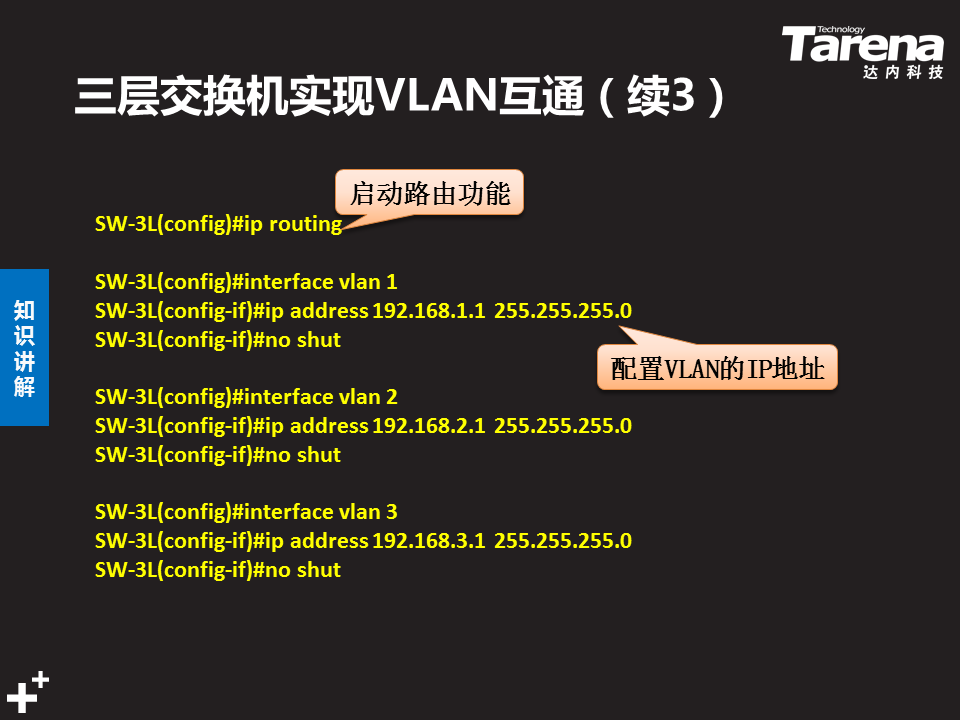 Technology
Tarena
达内科技
三层交换机实现VLAN互通（续3）
启动路由功能
SW-3L(config)#ip routing
SW-3L(config)#interface vlan 1
SW-3L(config-if)#ip address 192.168.1.1 255.255.255.0
SW-3L(config-if)#no shut
配置VLAN的IP地址
SW-3L(config)#interface vlan 2
SW-3L(config-if)#ip address 192.168.2.1 255.255.255.0
SW-3L(config-if)#no shut
SW-3L(config)#interface vlan 3
SW-3L(config-if)#ip address 192.168.3.1 255.255.255.0
SW-3L(config-if)#no shut
知
识
讲
解